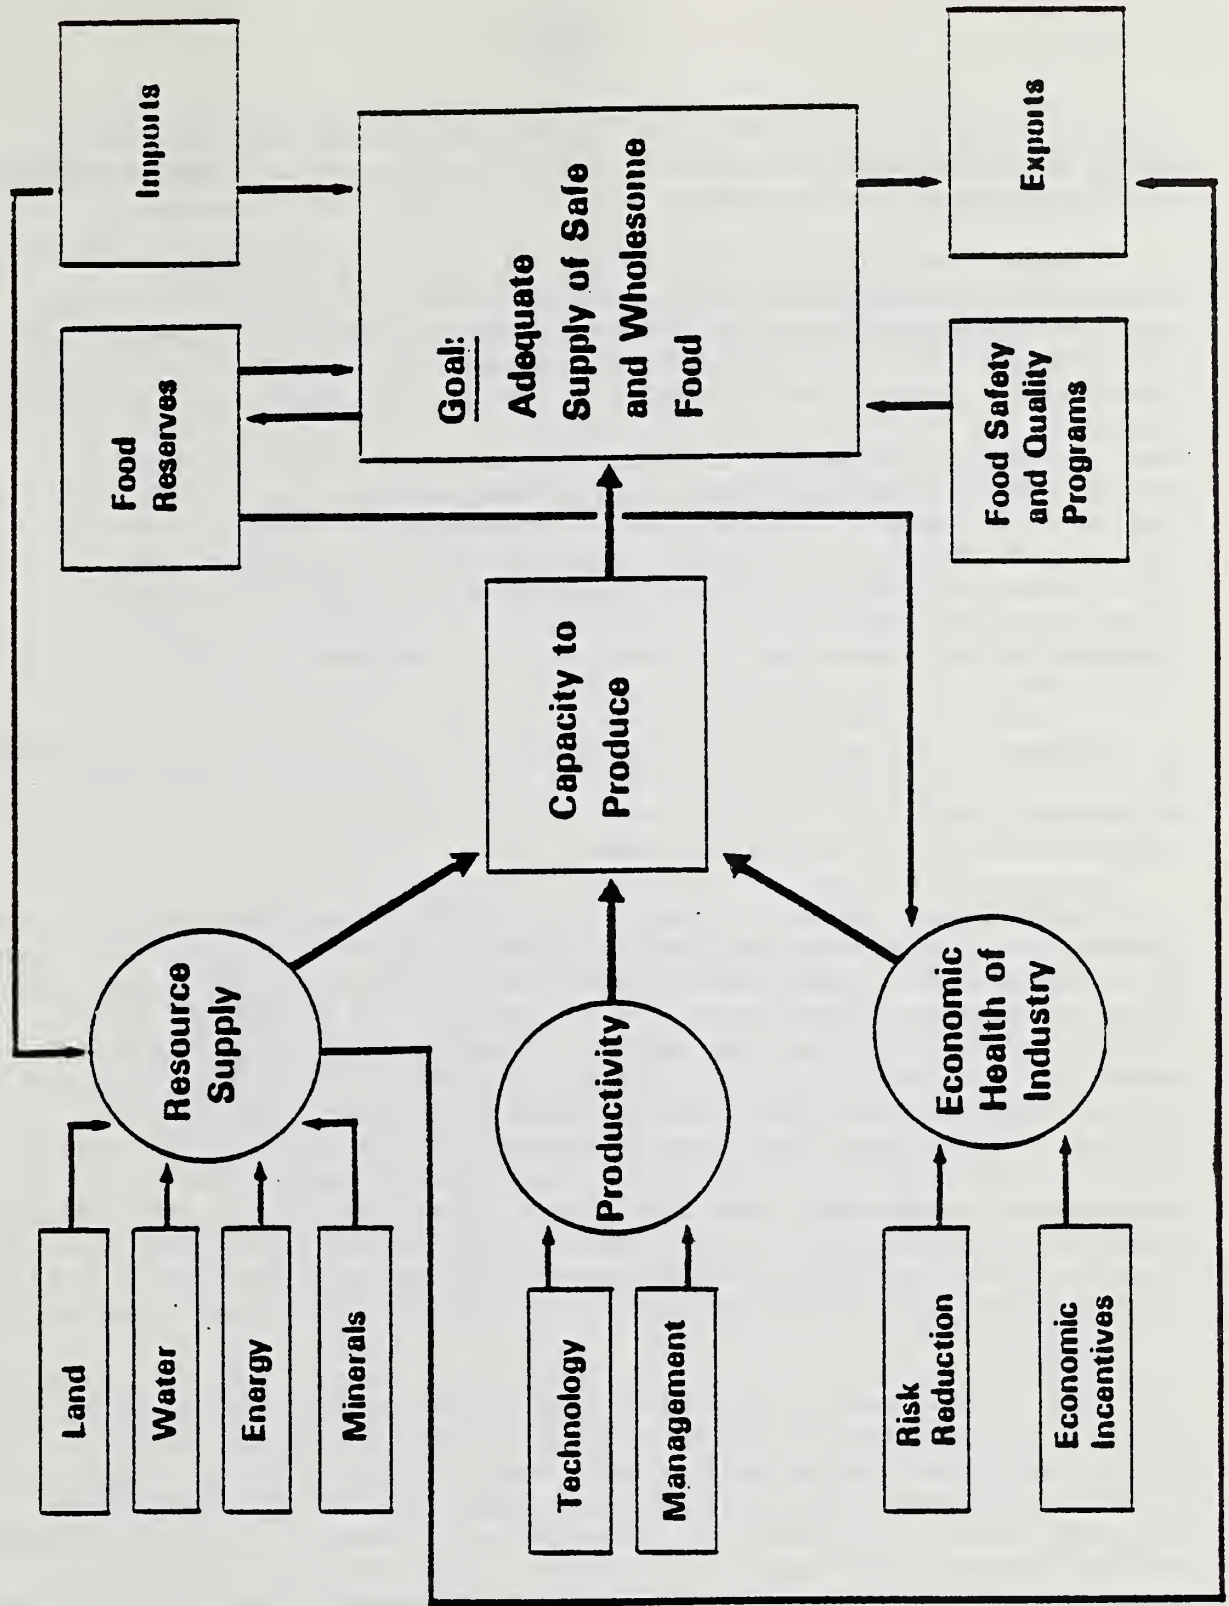 Land
Water
Energy
Minerals
Technology
Management
Risk
Reduction
Economic
Incentives
Resource
Supply
Productivity
Economic
Health of
Industry
Capacity to
Produce
Food
Reserves
Imports
Goal:
Adequate
Supply of Safe
and Wholesome
Food
Food Safety
and Quality
Programs
Exports